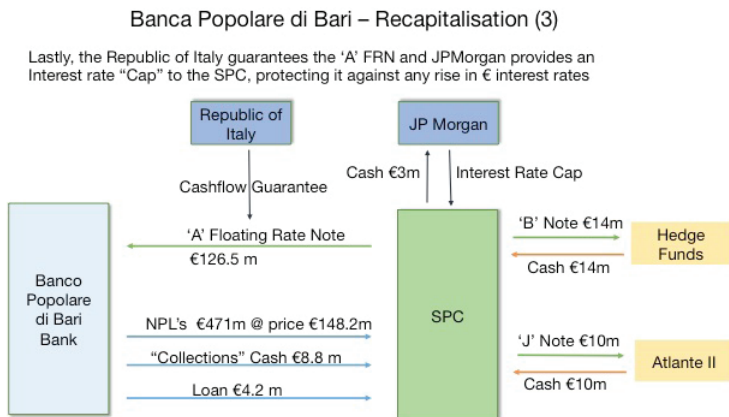 Banca Popolare di Bari – Recapitalisation (3)
Lastly, the Republic of Italy guarantees the ‘A’ FRN and JPMorgan provides an
Interest rate “Cap” to the SPC, protecting it against any rise in € interest rates
Republic of
Italy
JP Morgan
Cash €3m
Interest Rate Cap
Cashflow Guarantee
‘A’ Floating Rate Note
€126.5 m
‘B’ Note €14m
Cash €14m
Hedge
Funds
Banco
Popolare
di Bari
Bank
NPL's €471m @ price €148.2m
“Collections” Cash €8.8 m
Loan €4.2 m
SPC
‘J’ Note €10m
Cash €10m
Atlante II